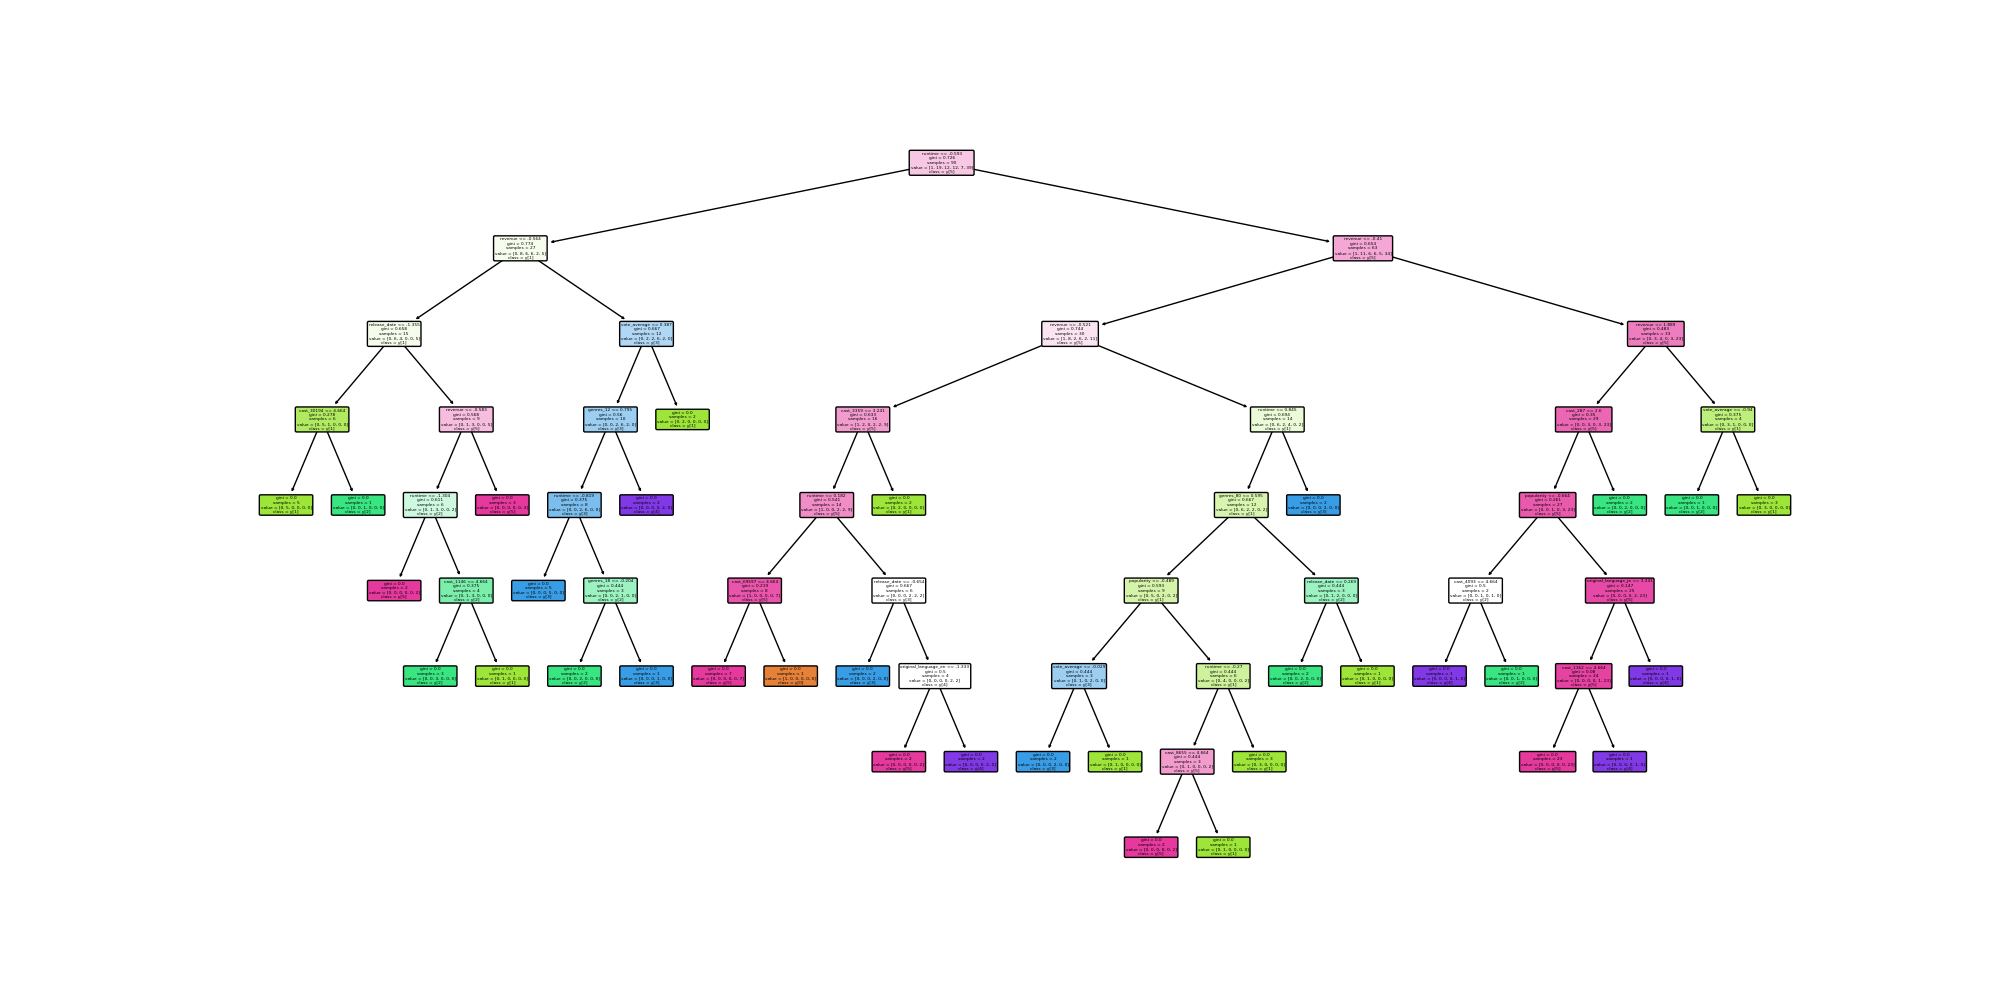 runtime <= -0.593
gini = 0.726
samples = 90
value = [1, 19, 12, 12, 7, 39]
class = y[5]
revenue <= -0.564
gini = 0.774
samples = 27
value = [0, 8, 6, 6, 2, 5]
class = y[1]
revenue <= -0.41
gini = 0.654
samples = 63
value = [1, 11, 6, 6, 5, 34]
class = y[5]
release_date <= -1.355
gini = 0.658
samples = 15
value = [0, 6, 4, 0, 0, 5]
class = y[1]
vote_average <= 0.387
gini = 0.667
samples = 12
value = [0, 2, 2, 6, 2, 0]
class = y[3]
revenue <= -0.521
gini = 0.744
samples = 30
value = [1, 8, 2, 6, 2, 11]
class = y[5]
gini = 0.483
samples = 33
value = [0, 3, 4, 0, 3, 23]
class = y[5]
cast_30194 <= 4.664
gini = 0.278
samples = 6
value = [0, 5, 1, 0, 0, 0]
class = y[1]
revenue <= -0.583
gini = 0.568
samples = 9
value = [0, 1, 3, 0, 0, 5]
class = y[5]
genres_12 <= 0.795
gini = 0.56
samples = 10
value = [0, 0, 2, 6, 2, 0]
class = y[3]
gini = 0.0
samples = 2
value = [0, 2, 0, 0, 0, 0]
class = y[1]
cast_3359 <= 3.241
gini = 0.633
samples = 16
value = [1, 2, 0, 2, 2, 9]
class = y[5]
runtime <= 0.845
gini = 0.694
samples = 14
value = [0, 6, 2, 4, 0, 2]
class = y[1]
gini = 0.35
samples = 29
value = [0, 0, 3, 0, 3, 23]
class = y[5]
vote_average <= -0.94
gini = 0.375
samples = 4
value = [0, 3, 1, 0, 0, 0]
class = y[1]
gini = 0.0
samples = 5
value = [0, 5, 0, 0, 0, 0]
class = y[1]
gini = 0.0
samples = 1
value = [0, 0, 1, 0, 0, 0]
class = y[2]
runtime <= -1.304
gini = 0.611
samples = 6
value = [0, 1, 3, 0, 0, 2]
class = y[2]
gini = 0.0
samples = 3
value = [0, 0, 0, 0, 0, 3]
class = y[5]
runtime <= -0.819
gini = 0.375
samples = 8
value = [0, 0, 2, 6, 0, 0]
class = y[3]
gini = 0.0
samples = 2
value = [0, 0, 0, 0, 2, 0]
class = y[4]
runtime <= 0.182
gini = 0.541
samples = 14
value = [1, 0, 0, 2, 2, 9]
class = y[5]
gini = 0.0
samples = 2
value = [0, 2, 0, 0, 0, 0]
class = y[1]
genres_80 <= 0.595
gini = 0.667
samples = 12
value = [0, 6, 2, 2, 0, 2]
class = y[1]
gini = 0.0
samples = 2
value = [0, 0, 0, 2, 0, 0]
class = y[3]
popularity <= -0.664
samples = 27
value = [0, 0, 1, 0, 3, 23]
class = y[5]
gini = 0.0
samples = 2
value = [0, 0, 2, 0, 0, 0]
class = y[2]
gini = 0.0
samples = 1
value = [0, 0, 1, 0, 0, 0]
class = y[2]
gini = 0.0
samples = 3
value = [0, 3, 0, 0, 0, 0]
class = y[1]
gini = 0.0
samples = 2
value = [0, 0, 0, 0, 0, 2]
class = y[5]
cast_1146 <= 4.664
gini = 0.375
samples = 4
value = [0, 1, 3, 0, 0, 0]
class = y[2]
gini = 0.0
samples = 5
value = [0, 0, 0, 5, 0, 0]
class = y[3]
genres_18 <= -0.204
gini = 0.444
samples = 3
value = [0, 0, 2, 1, 0, 0]
class = y[2]
gini = 0.219
samples = 8
value = [1, 0, 0, 0, 0, 7]
class = y[5]
release_date <= -0.054
gini = 0.667
samples = 6
value = [0, 0, 0, 2, 2, 2]
class = y[3]
popularity <= -0.489
gini = 0.593
samples = 9
value = [0, 5, 0, 2, 0, 2]
class = y[1]
release_date <= 0.269
gini = 0.444
samples = 3
value = [0, 1, 2, 0, 0, 0]
class = y[2]
cast_4093 <= 4.664
gini = 0.5
samples = 2
value = [0, 0, 1, 0, 1, 0]
class = y[2]
gini = 0.147
samples = 25
value = [0, 0, 0, 0, 2, 23]
class = y[5]
gini = 0.0
samples = 3
value = [0, 0, 3, 0, 0, 0]
class = y[2]
gini = 0.0
samples = 1
value = [0, 1, 0, 0, 0, 0]
class = y[1]
gini = 0.0
samples = 2
value = [0, 0, 2, 0, 0, 0]
class = y[2]
gini = 0.0
samples = 1
value = [0, 0, 0, 1, 0, 0]
class = y[3]
gini = 0.0
samples = 7
value = [0, 0, 0, 0, 0, 7]
class = y[5]
gini = 0.0
samples = 1
value = [1, 0, 0, 0, 0, 0]
class = y[0]
gini = 0.0
samples = 2
value = [0, 0, 0, 2, 0, 0]
class = y[3]
original_language_en <= -1.333
gini = 0.5
samples = 4
value = [0, 0, 0, 0, 2, 2]
class = y[4]
vote_average <= -0.029
gini = 0.444
samples = 3
value = [0, 1, 0, 2, 0, 0]
class = y[3]
runtime <= -0.27
gini = 0.444
samples = 6
value = [0, 4, 0, 0, 0, 2]
class = y[1]
gini = 0.0
samples = 2
value = [0, 0, 2, 0, 0, 0]
class = y[2]
gini = 0.0
samples = 1
value = [0, 1, 0, 0, 0, 0]
class = y[1]
gini = 0.0
samples = 1
value = [0, 0, 0, 0, 1, 0]
class = y[4]
gini = 0.0
samples = 1
value = [0, 0, 1, 0, 0, 0]
class = y[2]
gini = 0.08
samples = 24
value = [0, 0, 0, 0, 1, 23]
class = y[5]
gini = 0.0
samples = 1
value = [0, 0, 0, 0, 1, 0]
class = y[4]
gini = 0.0
samples = 2
value = [0, 0, 0, 0, 0, 2]
class = y[5]
gini = 0.0
samples = 2
value = [0, 0, 0, 0, 2, 0]
class = y[4]
gini = 0.0
samples = 2
value = [0, 0, 0, 2, 0, 0]
class = y[3]
gini = 0.0
samples = 1
value = [0, 1, 0, 0, 0, 0]
class = y[1]
cast_8655 <= 4.664
gini = 0.444
samples = 3
value = [0, 1, 0, 0, 0, 2]
class = y[5]
gini = 0.0
samples = 3
value = [0, 3, 0, 0, 0, 0]
class = y[1]
gini = 0.0
samples = 23
value = [0, 0, 0, 0, 0, 23]
class = y[5]
gini = 0.0
samples = 1
value = [0, 0, 0, 0, 1, 0]
class = y[4]
gini = 0.0
samples = 2
value = [0, 0, 0, 0, 0, 2]
class = y[5]
gini = 0.0
samples = 1
value = [0, 1, 0, 0, 0, 0]
class = y[1]